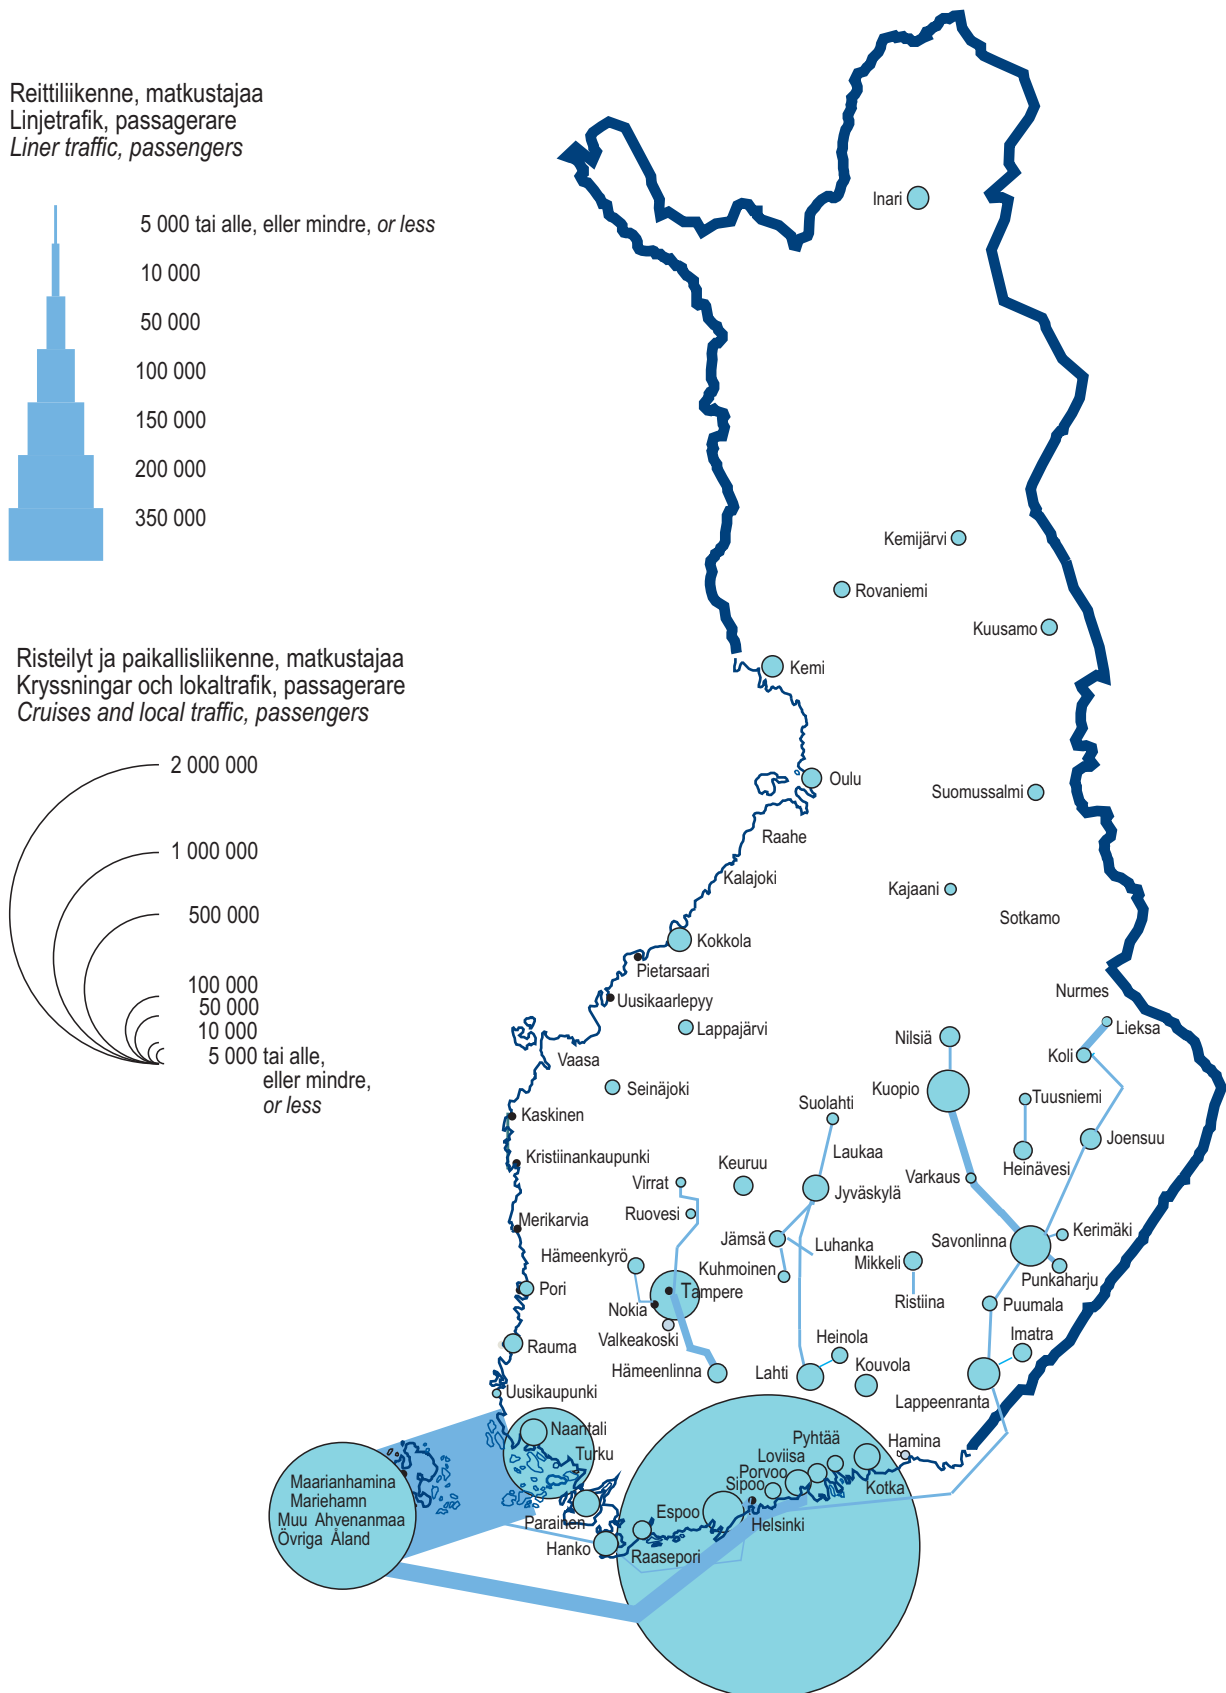 Reittiliikenne, matkustajaa
Linjetrafik, passagerare
Liner traffic, passengers
5 000 tai alle, eller mindre, or less
10 000
50 000
100 000
150 000
200 000
350 000
Risteilyt ja paikallisliikenne, matkustajaa
Kryssningar och lokaltrafik, passagerare
Cruises and local traffic, passengers
2 000 000
1 000 000
500 000
100 000
50 000
10 000
5 000 tai alle,
eller mindre,
or less
Inari
Kemijärvi
Rovaniemi
Kuusamo
Kemi
Oulu
Suomussalmi
Raahe
Kalajoki
Kajaani
Sotkamo
Kokkola
Pietarsaari
Uusikaarlepyy
Nurmes
Lieksa
Lappajärvi
Nilsiä
Koli
Vaasa
Seinäjoki
Kuopio
Tuusniemi
Suolahti
Kaskinen
Joensuu
Laukaa
Heinävesi
Kristiinankaupunki
Keuruu
Varkaus
Virrat
Jyväskylä
Ruovesi
Merikarvia
Kerimäki
Jämsä
Luhanka
Savonlinna
Hämeenkyrö
Mikkeli
Kuhmoinen
Punkaharju
Pori
Tampere
Ristiina
Puumala
Nokia
Valkeakoski
Heinola
Imatra
Rauma
Hämeenlinna
Lahti
Kouvola
Uusikaupunki
Lappeenranta
Naantali
Turku
Pyhtää
Hamina
Loviisa
Porvoo
Sipoo
Kotka
Maarianhamina
Mariehamn
Muu Ahvenanmaa
Övriga Åland
Parainen
Espoo
Helsinki
Hanko
Raasepori